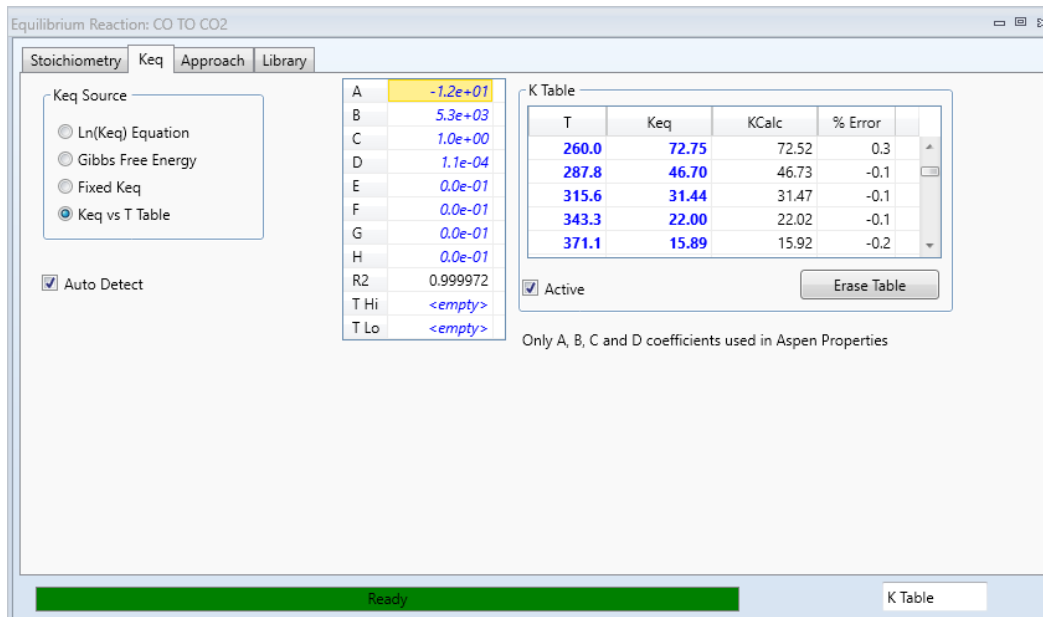 Equilibrium Reaction: CO TO CO2
Stoichiometry Keq Approach Library
Keq Source
Ln(Keq) Equation
Gibbs Free Energy
Fixed Keq
Keq vs T Table
Auto Detect
A -1.2e+01
B 5.3e+03
C 1.0e+00
D 1.1e-04
E 0.0e-01
F 0.0e-01
G 0.0e-01
H 0.0e-01
R2 0.999972
T Hi <empty>
T Lo <empty>
K Table
T Keq KCalc % Error
260.0 72.75 72.52 0.3
287.8 46.70 46.73 -0.1
315.6 31.44 31.47 -0.1
343.3 22.00 22.02 -0.1
371.1 15.89 15.92 -0.2
Active Erase Table
Only A, B, C and D coefficients used in Aspen Properties
Ready K Table